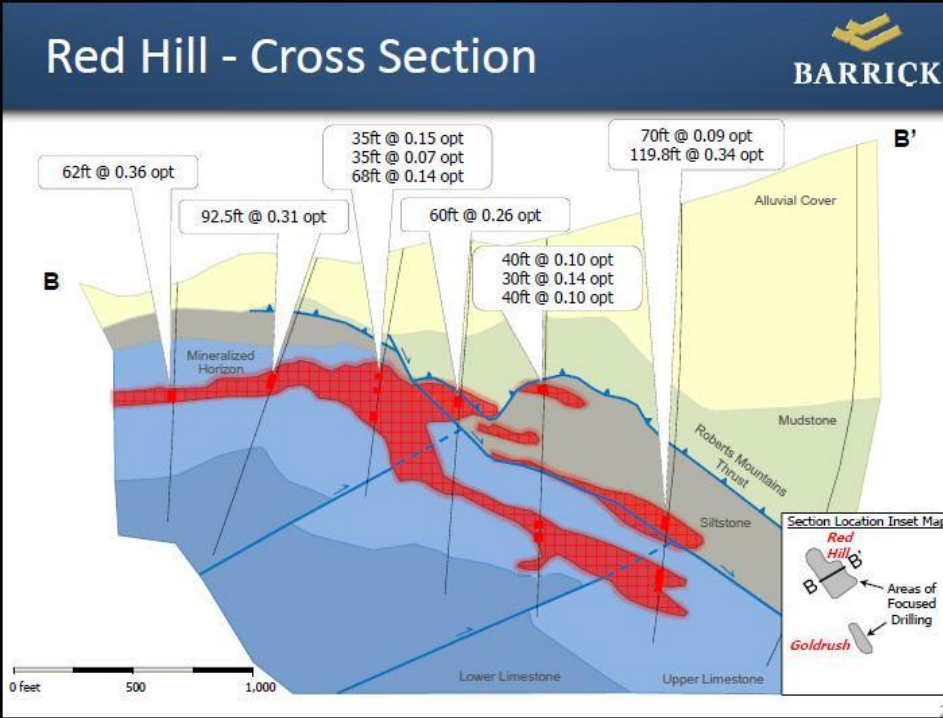 Red Hill - Cross Section
BARRICK
62ft @ 0.36 opt
92.5ft @ 0.31 opt
35ft @ 0.15 opt
35ft @ 0.07 opt
68ft @ 0.14 opt
60ft @ 0.26 opt
40ft @ 0.10 opt
30ft @ 0.14 opt
40ft @ 0.10 opt
70ft @ 0.09 opt
119.8ft @ 0.34 opt
B'
Alluvial Cover
B
Mineralized
Horizon
Mudstone
Roberts Mountains
Thrust
Siltstone
Section Location Inset Map
Red
Hill
B'
B
Areas of
Focused
Drilling
Goldrush
Lower Limestone
Upper Limestone
0 feet
500
1,000